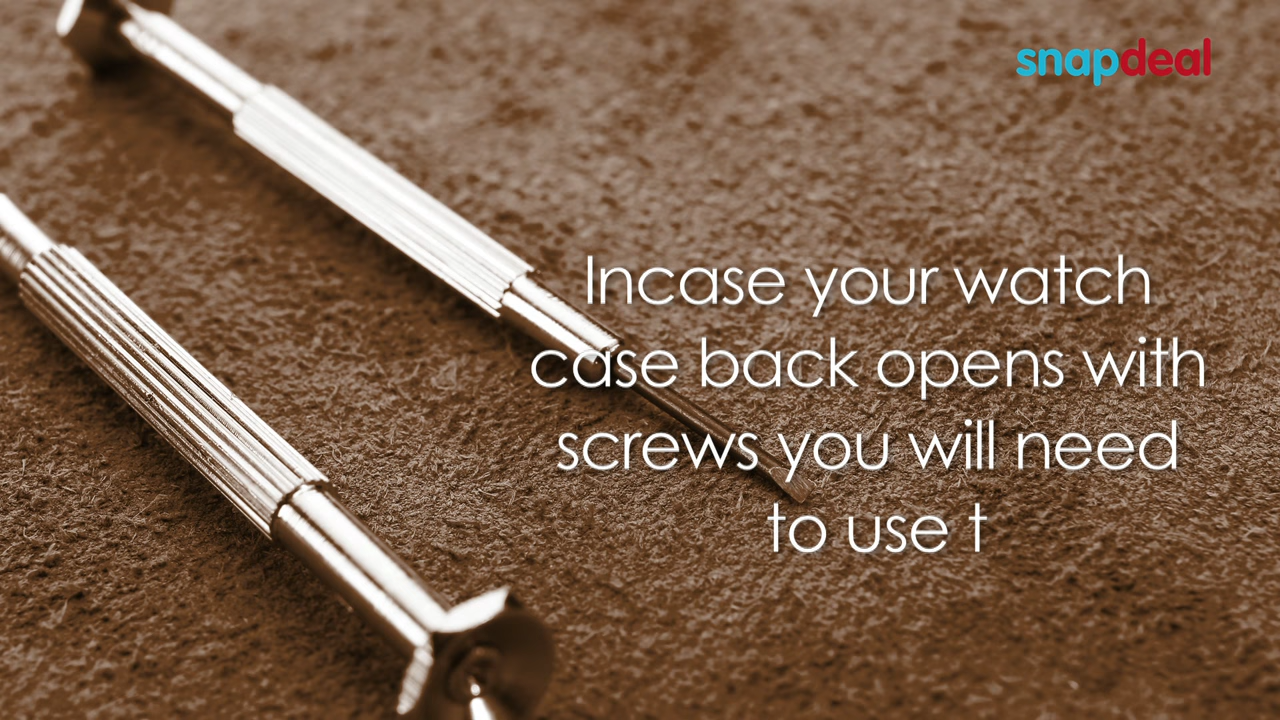 snapdeal
Incase your watch
case back opens with
screws you will need
to use t